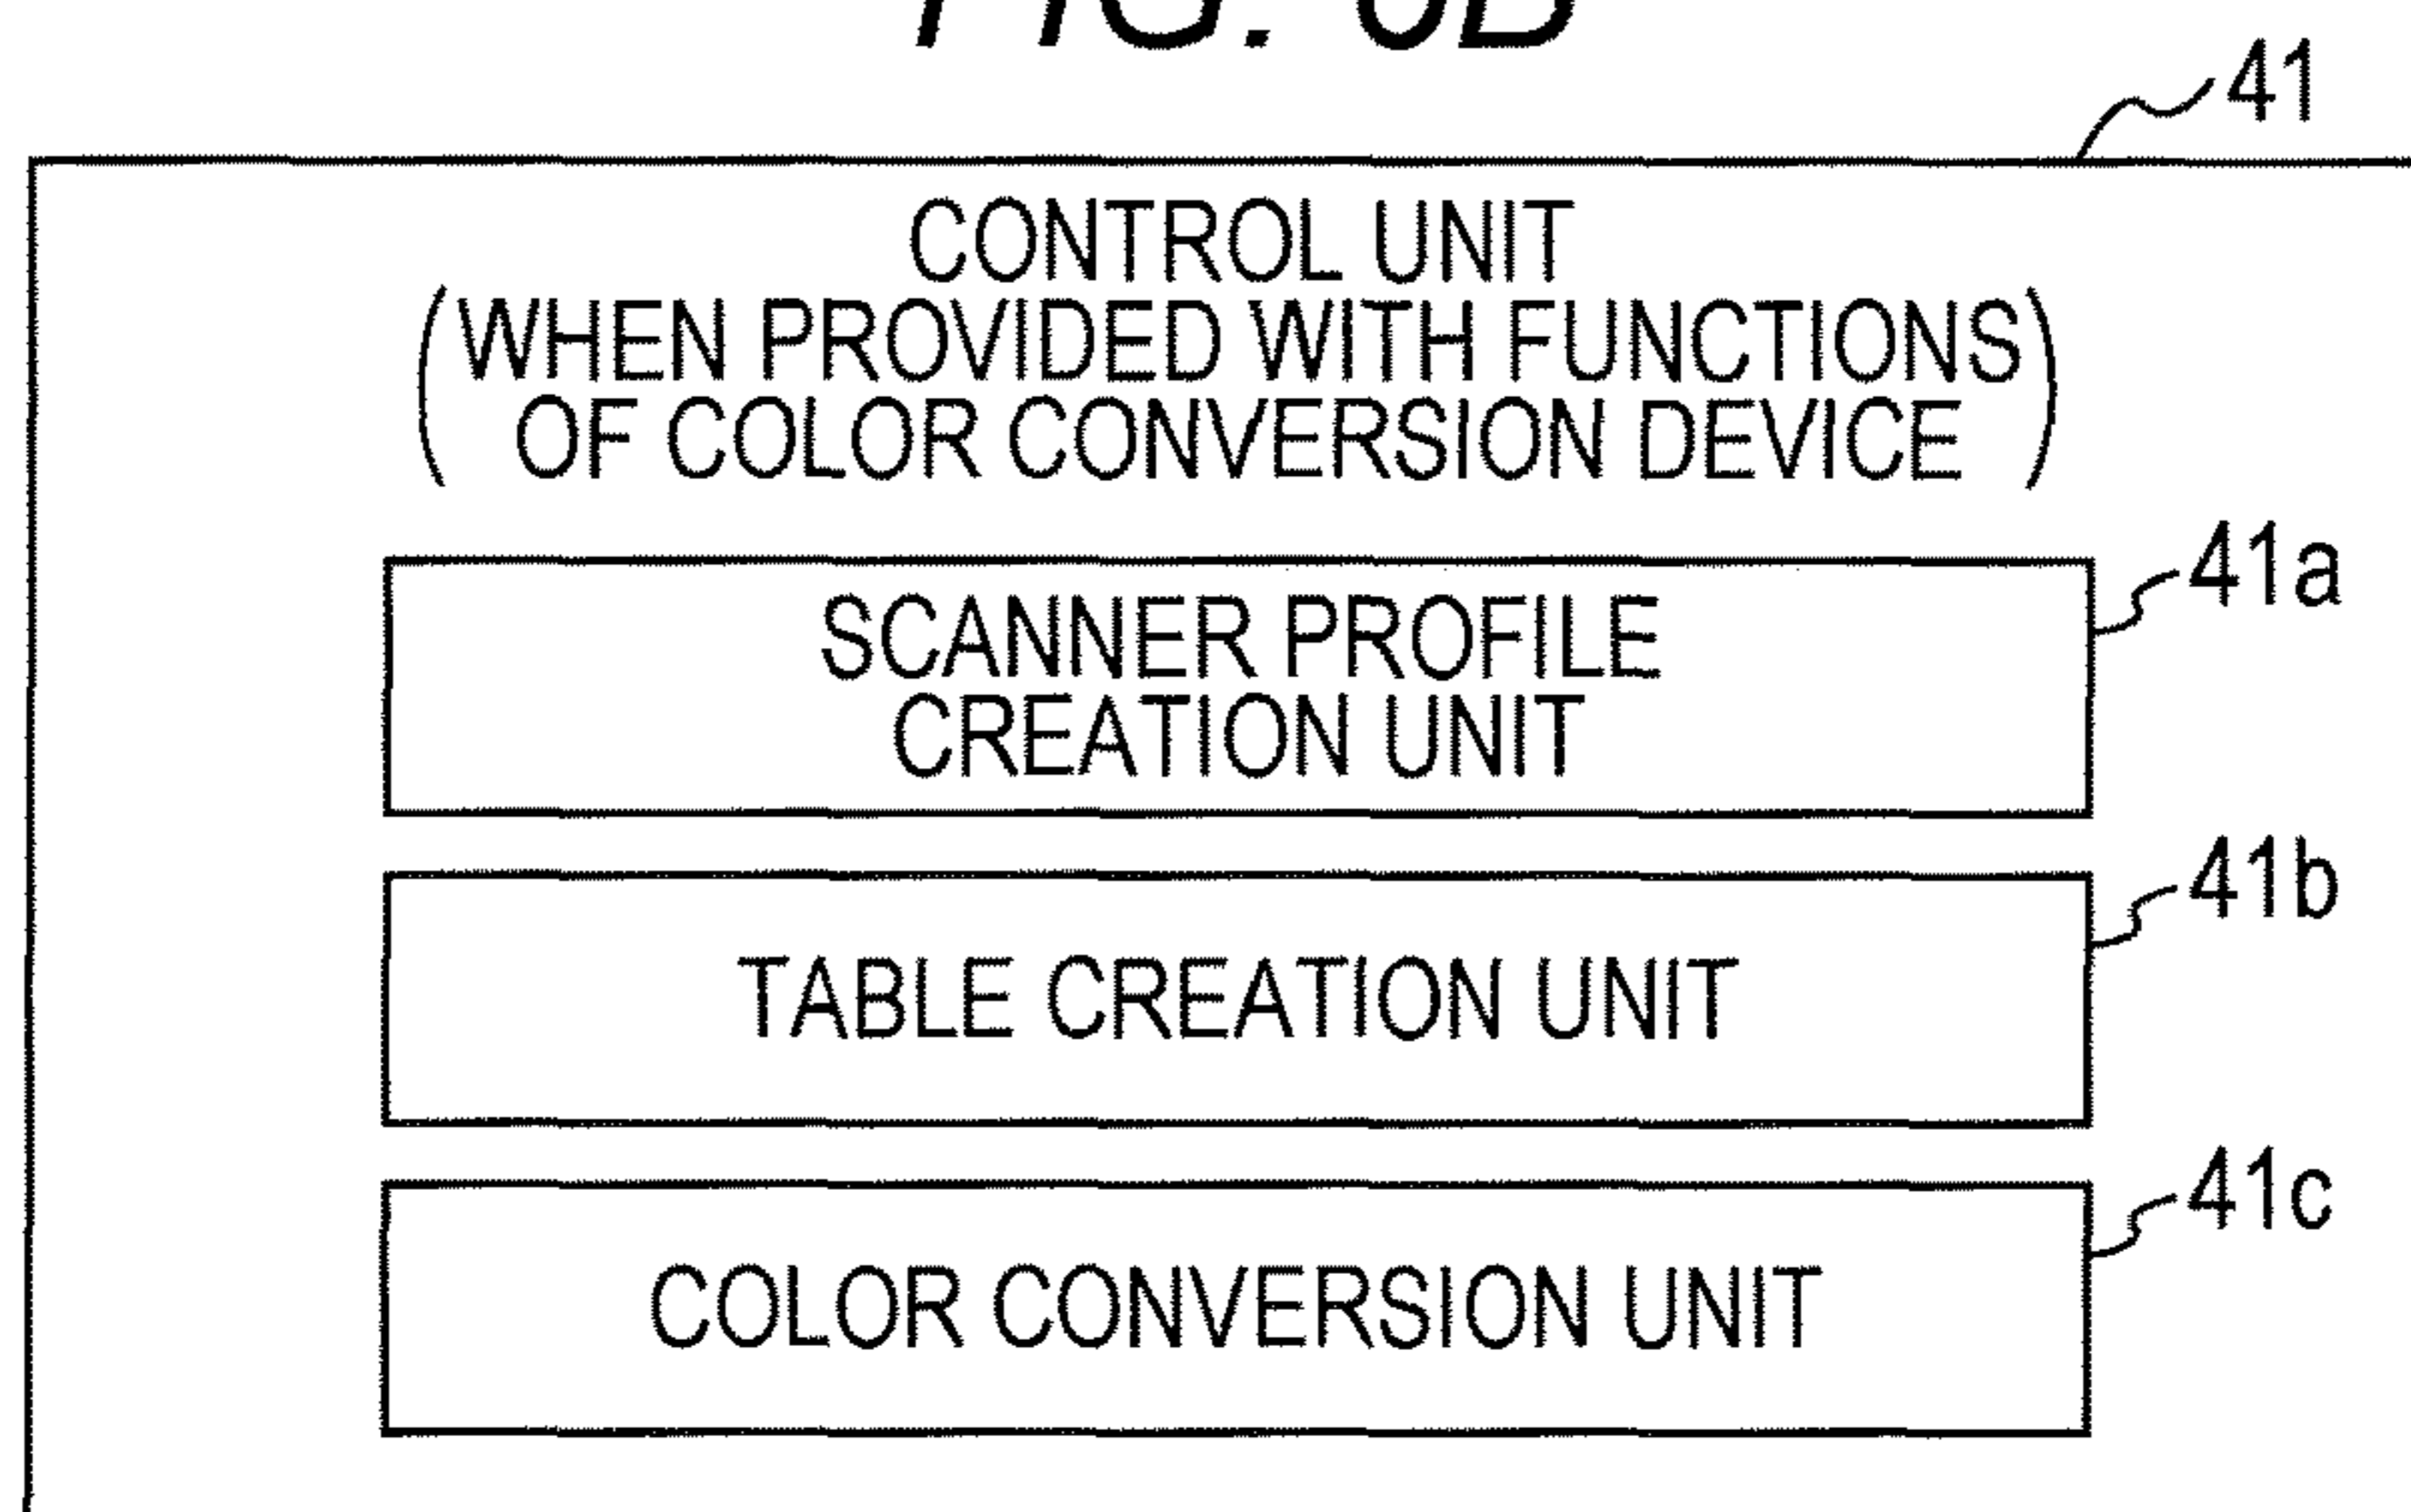 FIG.
41
CONTROL UNIT
(WHEN PROVIDED WITH FUNCTIONS
OF COLOR CONVERSION DEVICE)
41a
SCANNER PROFILE
CREATION UNIT
41b
TABLE CREATION UNIT
41c
COLOR CONVERSION UNIT